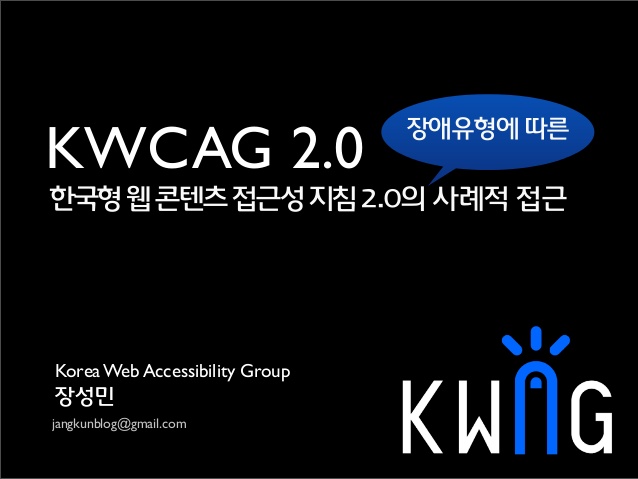 장애유형에 따른
KWCAG 2.0
한국형 웹 콘텐츠 접근성 지침 2.0의 사례적 접근
Korea Web Accessibility Group
장성민
jangkunblog@gmail.com
KWAG